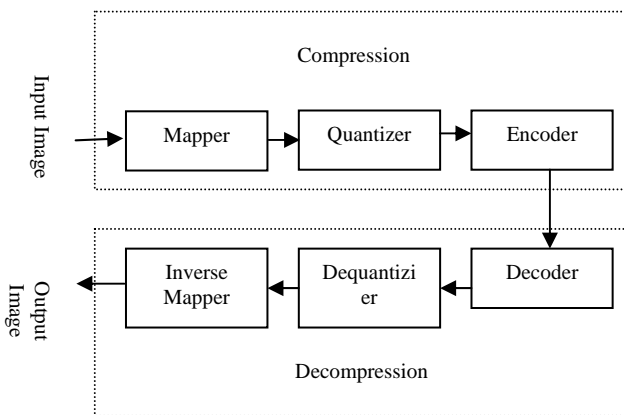 Compression
Input Image
Mapper
Quantizer
Encoder
Output
Image
Inverse
Mapper
Dequantizi
er
Decoder
Decompression